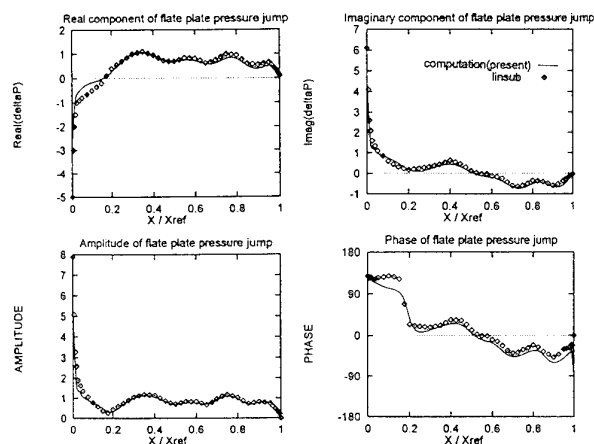 Real component of flate plate pressure jump
Real(deltaP)
2
1
0
-1
-2
-3
-4
-5
0 0.2 0.4 0.6 0.8 1
X / Xref
Imaginary component of flate plate pressure jump
Imag(deltaP)
7
6
5
4
3
2
1
0
-1
computation(present)
linsub
0 0.2 0.4 0.6 0.8 1
X / Xref
Amplitude of flate plate pressure jump
AMPLITUDE
8
7
6
5
4
3
2
1
0
0 0.2 0.4 0.6 0.8 1
X / Xref
Phase of flate plate pressure jump
PHASE
180
90
0
-90
-180
0 0.2 0.4 0.6 0.8 1
X / Xref